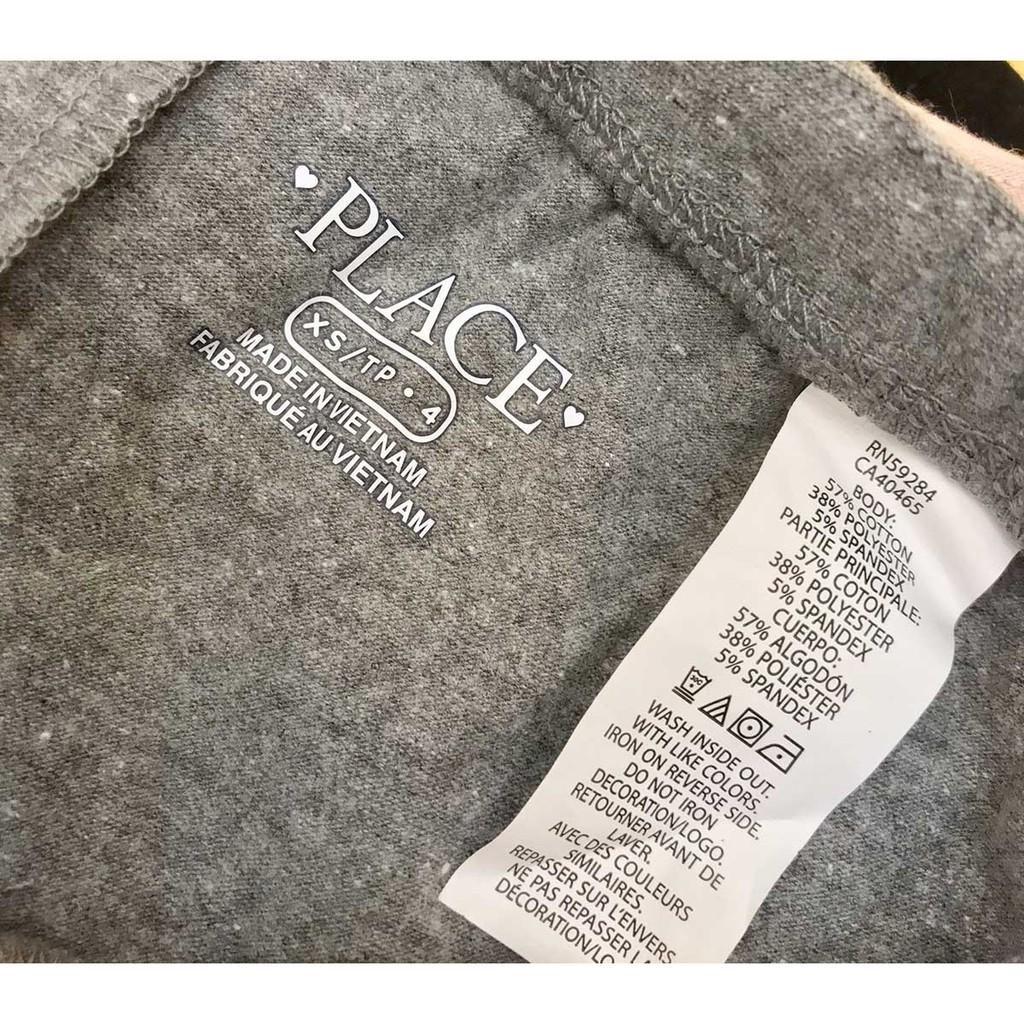 PLACE
XS/TP • 4
MADE IN VIETNAM
FABRIQUÉ AU VIETNAM
RN59284
CA40465
BODY:
57% COTTON
38% POLYESTER
5% SPANDEX
PARTIE PRINCIPALE:
57% COTON
38% POLYESTER
5% SPANDEX
CUERPO:
57% ALGODÓN
38% POLIÉSTER
5% SPANDEX
WASH INSIDE OUT.
WITH LIKE COLORS.
IRON ON REVERSE SIDE.
DO NOT IRON
DECORATION/LOGO.
RETOURNER AVANT DE
LAVER.
AVEC DES COULEURS
SIMILAIRES.
REPASSER SUR L'ENVERS
NE PAS REPASSER LA
DÉCORATION/LO